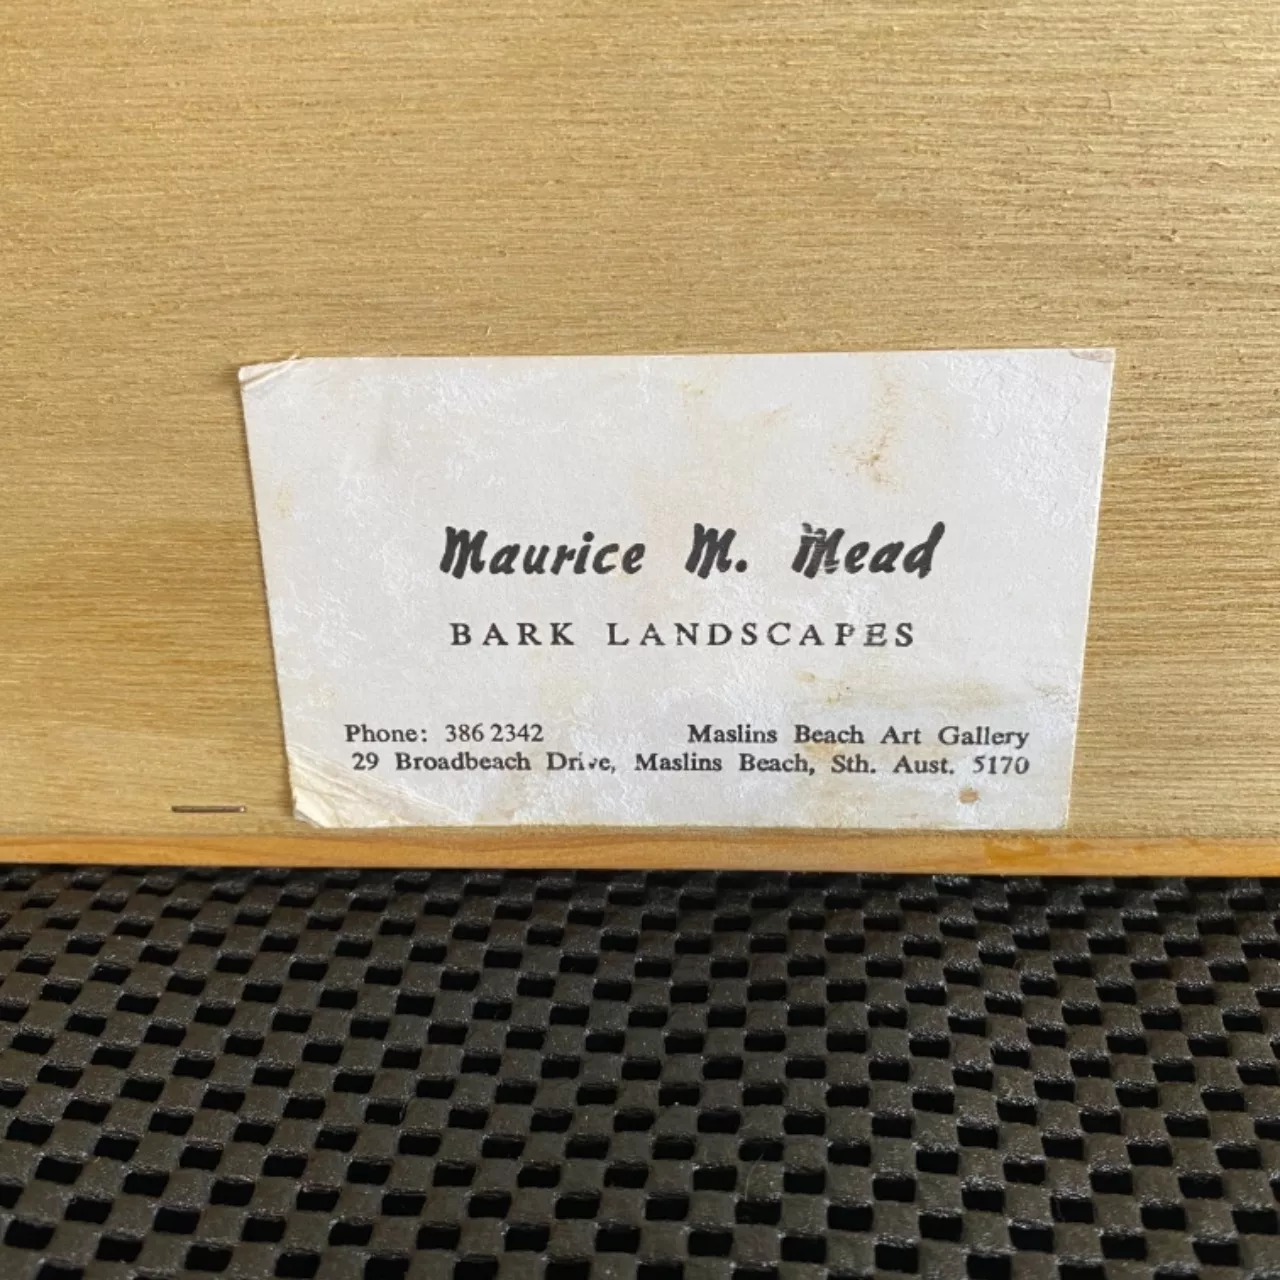 Maurice M. Mead
BARK LANDSCAPES
Phone: 386 2342 Maslins Beach Art Gallery
29 Broadbeach Drive, Maslins Beach, Sth. Aust. 5170